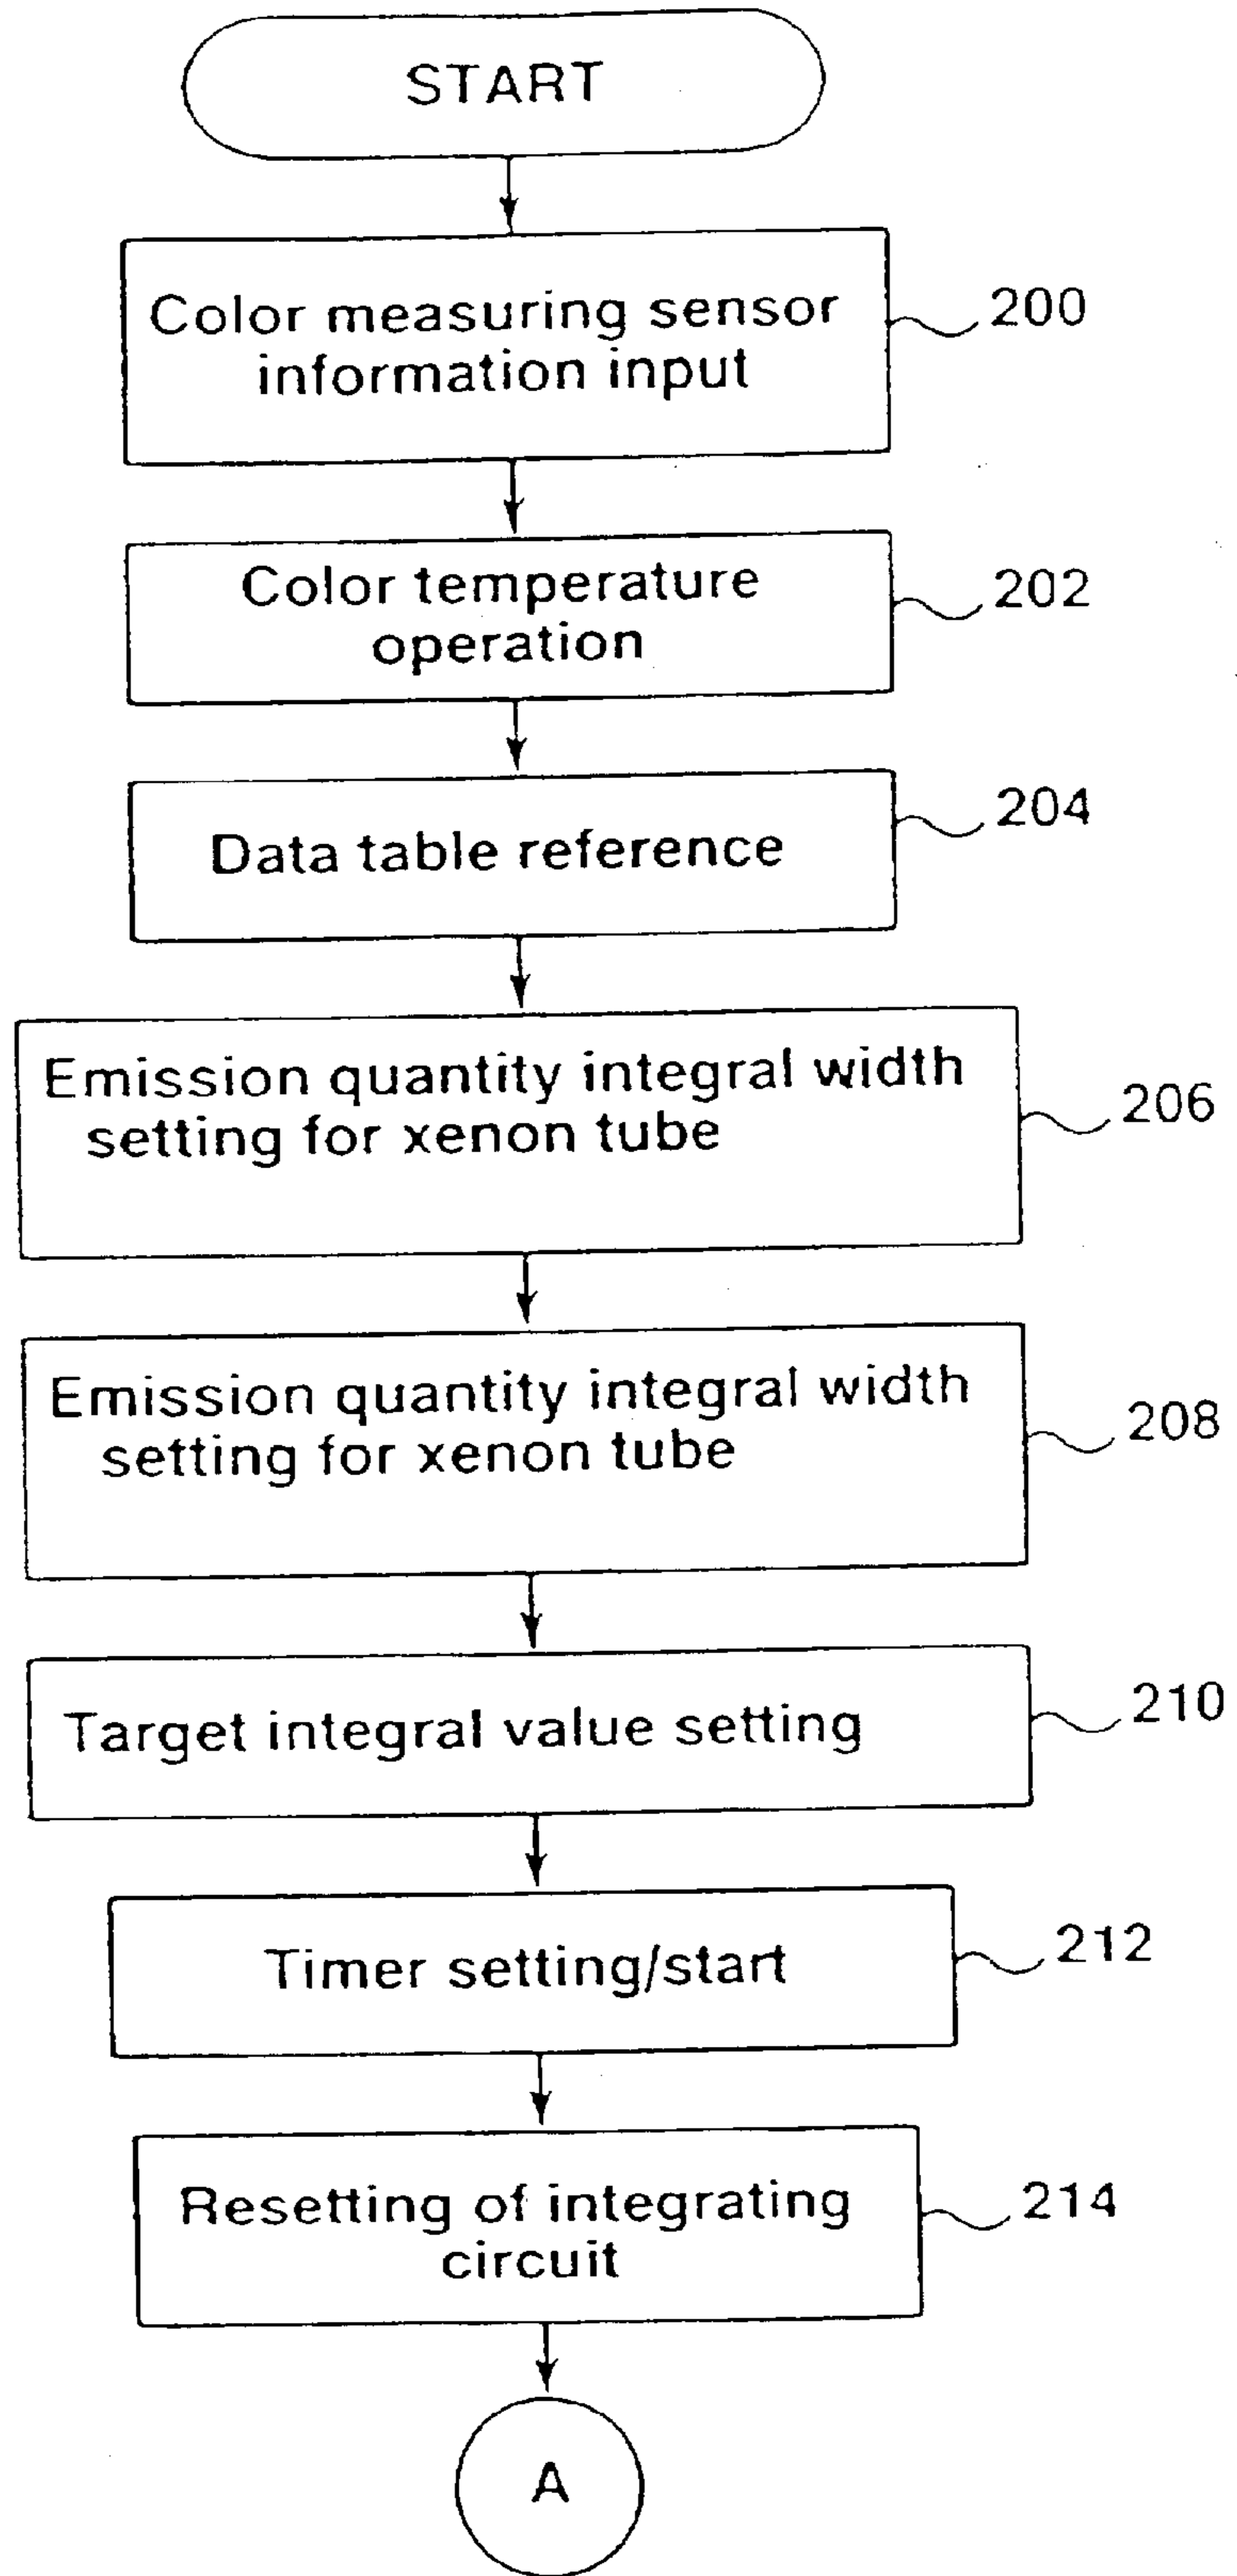 START
Color measuring sensor
information input
200
Color temperature
operation
202
Data table reference
204
Emission quantity integral width
setting for xenon tube
206
Emission quantity integral width
setting for xenon tube
208
Target integral value setting
210
Timer setting/start
212
Resetting of integrating
circuit
214
A